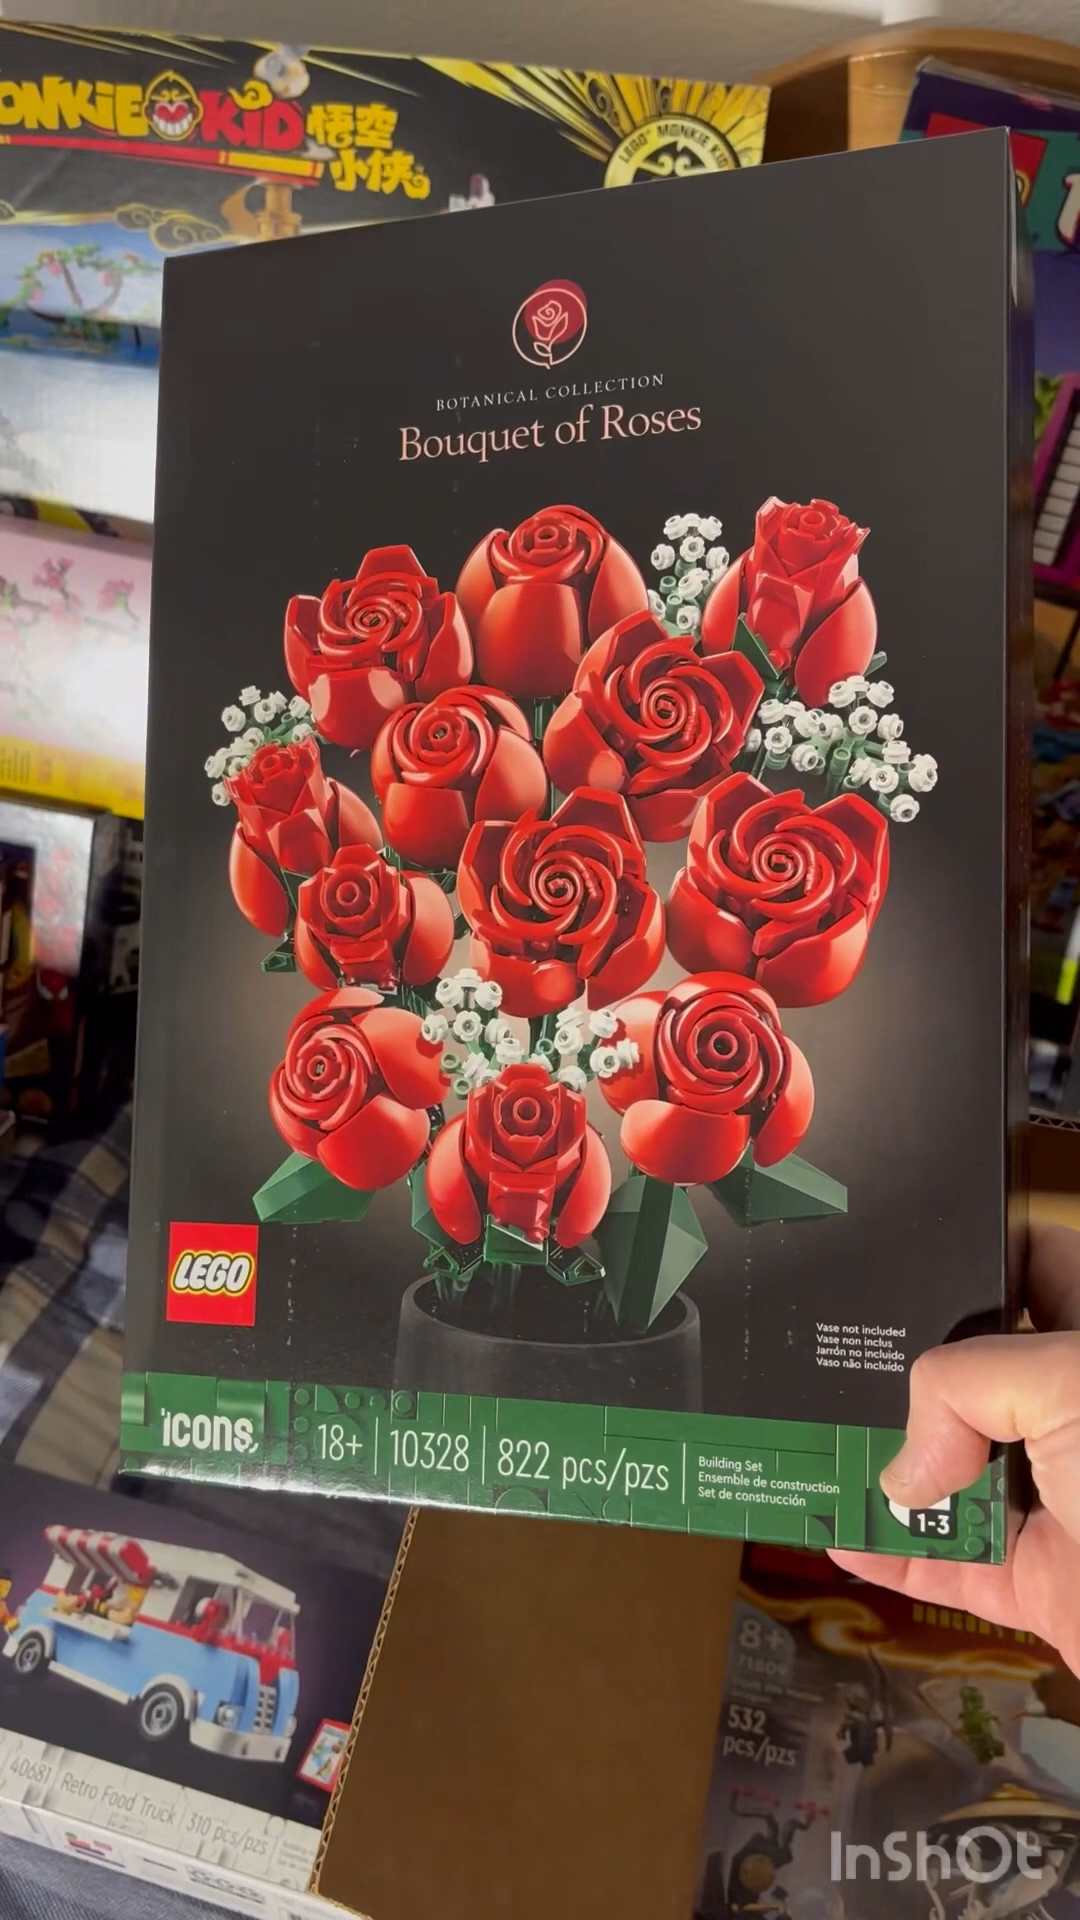 MONKIE KID 悟空
小侠
LEGO® MONKIE KID
BOTANICAL COLLECTION
Bouquet of Roses
LEGO
Vase not included
Vase non inclus
Jarrón no incluido
Vaso não incluído
icons
18+ 10328 822 pcs/pzs
Building Set
Ensemble de construction
Set de construcción
1-3
40681 Retro Food Truck 310 pcs/pzs
8+
71809
532
pcs/pzs
InShOt